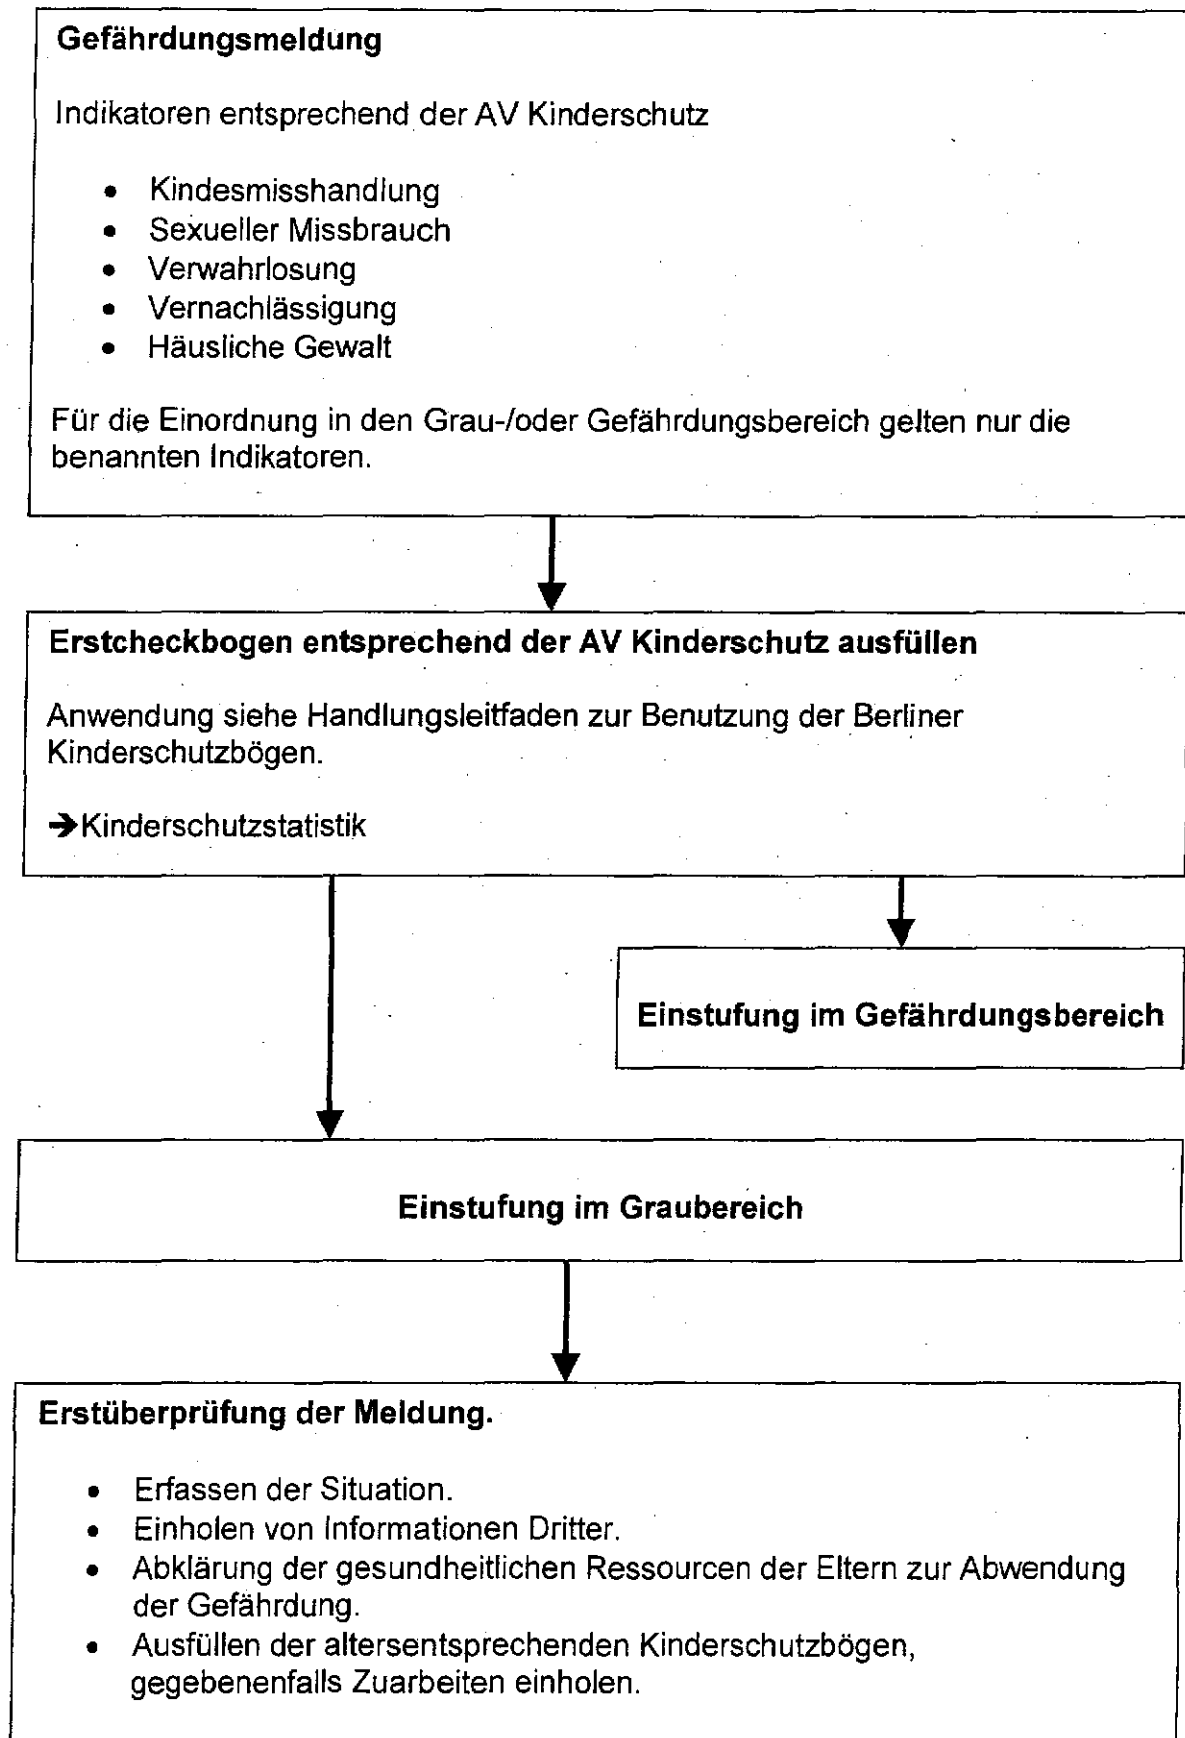 Gefährdungsmeldung
Indikatoren entsprechend der AV Kinderschutz
• Kindesmisshandlung
• Sexueller Missbrauch
• Verwahrlosung
• Vernachlässigung
• Häusliche Gewalt
Für die Einordnung in den Grau-/oder Gefährdungsbereich gelten nur die
benannten Indikatoren.
Erstcheckbogen entsprechend der AV Kinderschutz ausfüllen
Anwendung siehe Handlungsleitfaden zur Benutzung der Berliner
Kinderschutzbögen.
➔Kinderschutzstatistik
Einstufung im Gefährdungsbereich
Einstufung im Graubereich
Erstüberprüfung der Meldung.
• Erfassen der Situation.
• Einholen von Informationen Dritter.
• Abklärung der gesundheitlichen Ressourcen der Eltern zur Abwendung
der Gefährdung.
• Ausfüllen der altersentsprechenden Kinderschutzbögen,
gegebenenfalls Zuarbeiten einholen.